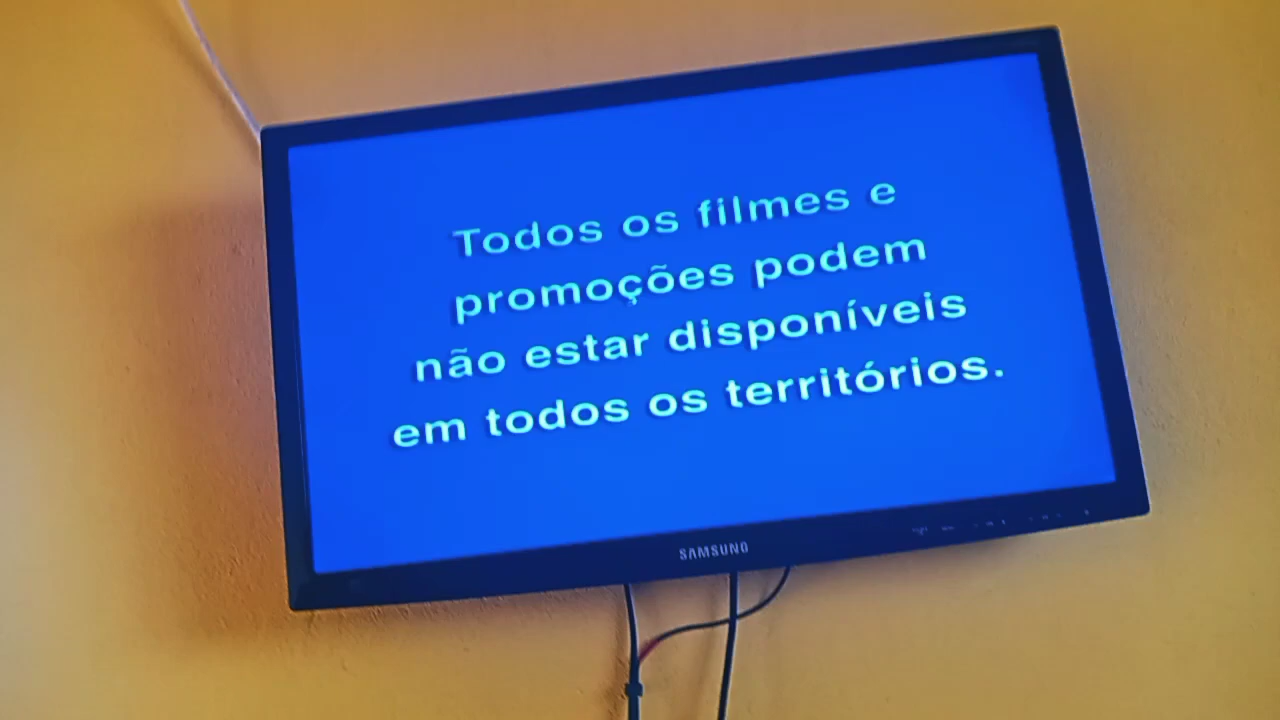 Todos os filmes e
promoções podem
não estar disponíveis
em todos os territórios.
SAMSUNG